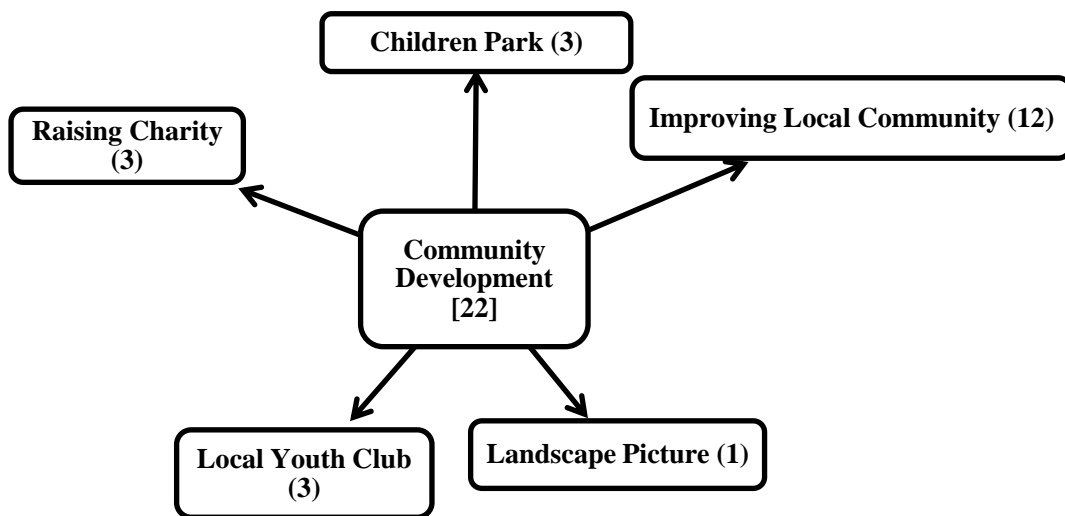 Children Park (3)
Raising Charity
(3)
Improving Local Community (12)
Community
Development
[22]
Local Youth Club
(3)
Landscape Picture (1)